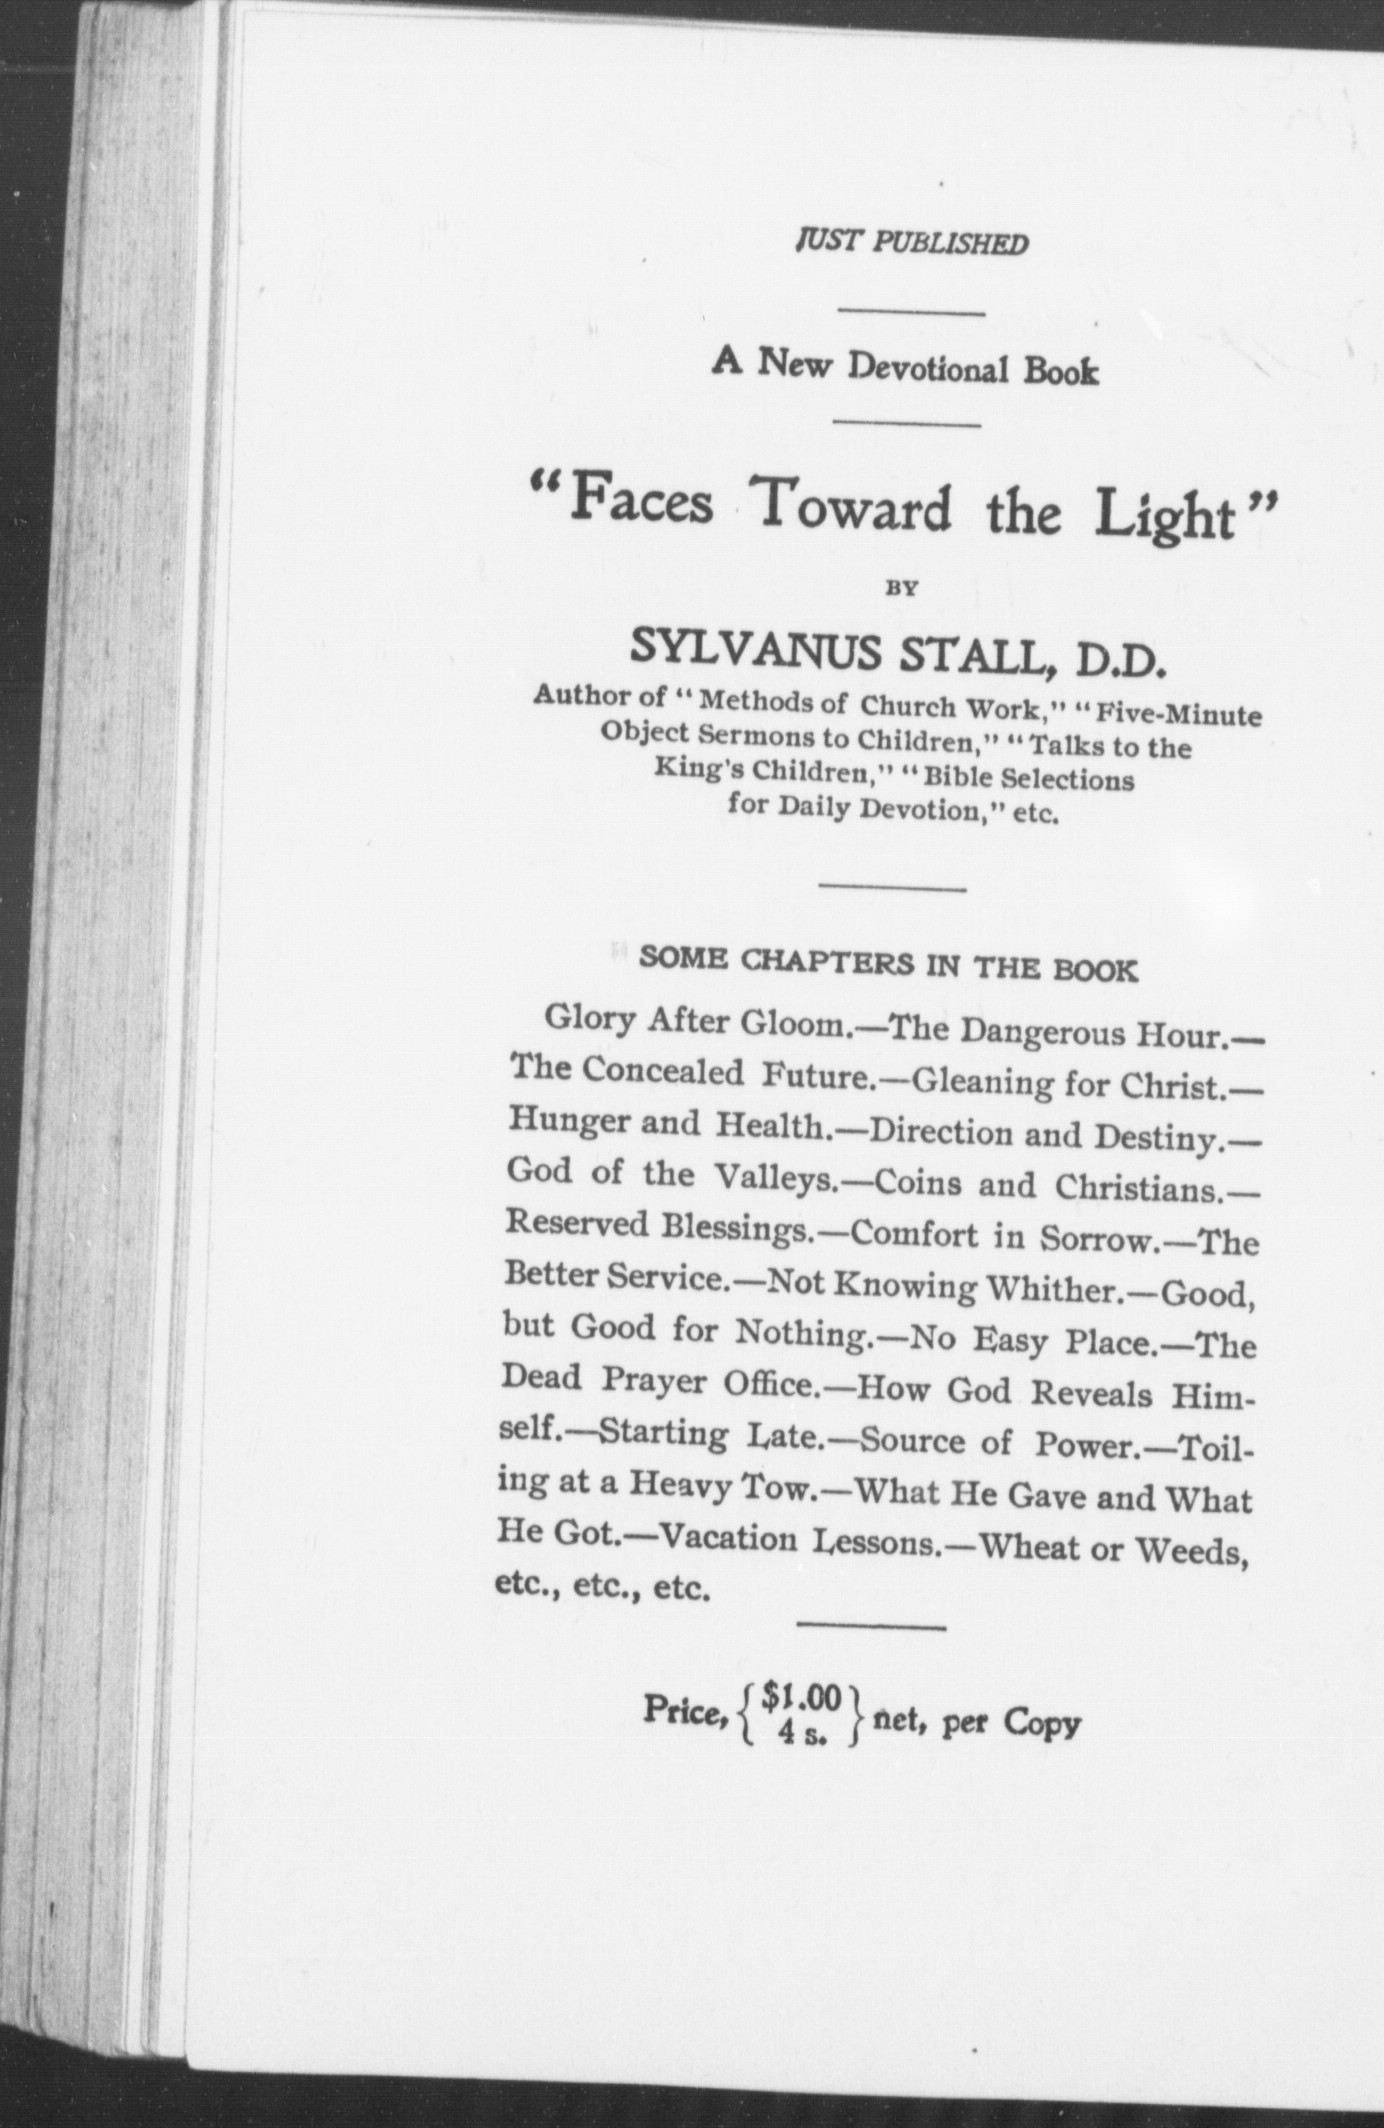 JUST PUBLISHED
A New Devotional Book
“Faces Toward the Light”
BY
SYLVANUS STALL, D.D.
Author of “Methods of Church Work,” “Five-Minute
Object Sermons to Children,” “Talks to the
King's Children,” “Bible Selections
for Daily Devotion,” etc.
SOME CHAPTERS IN THE BOOK
Glory After Gloom.—The Dangerous Hour.—
The Concealed Future.—Gleaning for Christ.—
Hunger and Health.—Direction and Destiny.—
God of the Valleys.—Coins and Christians.—
Reserved Blessings.—Comfort in Sorrow.—The
Better Service.—Not Knowing Whither.—Good,
but Good for Nothing.—No Easy Place.—The
Dead Prayer Office.—How God Reveals Him-
self.—Starting Late.—Source of Power.—Toil-
ing at a Heavy Tow.—What He Gave and What
He Got.—Vacation Lessons.—Wheat or Weeds,
etc., etc., etc.
Price, { $1.00 } net, per Copy
4 s.